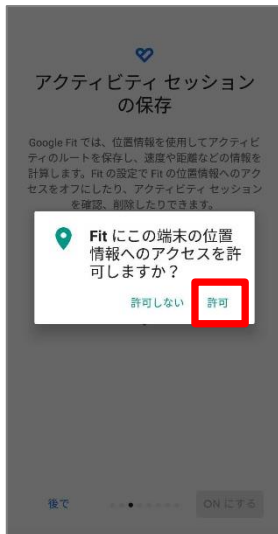 アクティビティ セッション
の保存
Google Fit では、位置情報を使用してアクティビ
ティのルートを保存し、速度や距離などの情報を
計算します。Fit の設定で Fit の位置情報へのアク
セスをオフにしたり、アクティビティ セッション
を確認、削除したりできます。
Fit にこの端末の位置
情報へのアクセスを許
可しますか？
許可しない 許可
後で ON にする